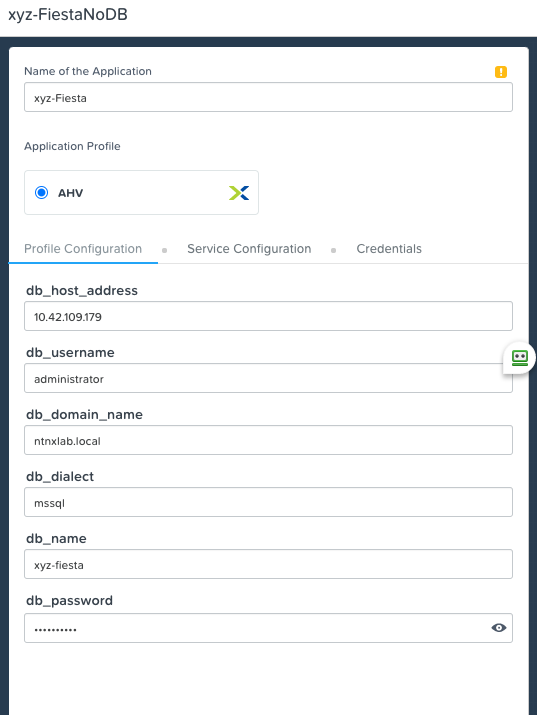 xyz-FiestaNoDB
Name of the Application
xyz-Fiesta
Application Profile
AHV
Profile Configuration
Service Configuration
Credentials
db_host_address
10.42.109.179
db_username
administrator
db_domain_name
ntnxlab.local
db_dialect
mssql
db_name
xyz-fiesta
db_password
••••••••••